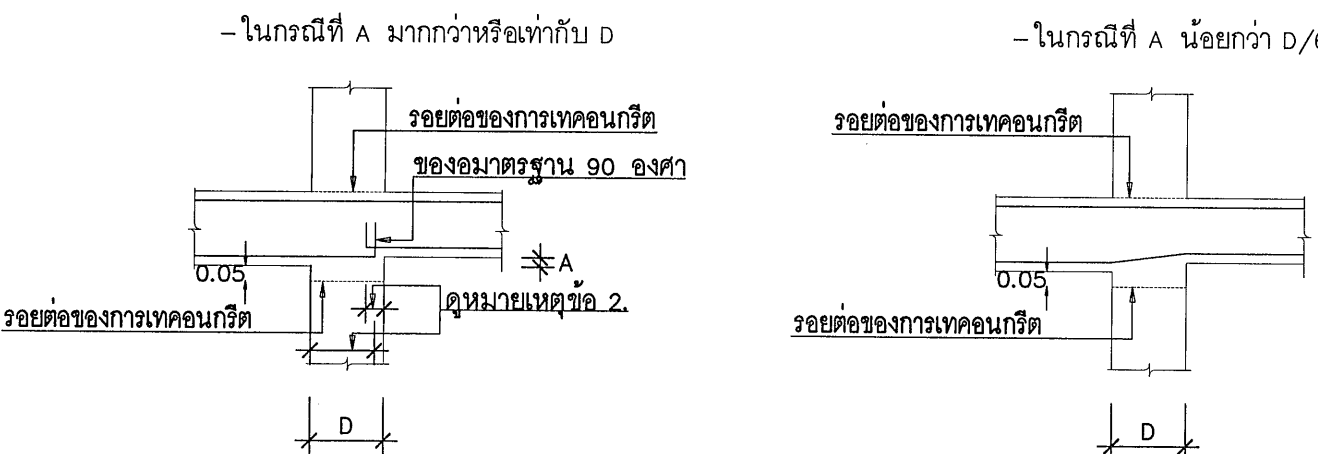 –ในกรณีที่ A มากกว่าหรือเท่ากับ D
รอยต่อของการเทคอนกรีต
ของอมาตรฐาน 90 องศา
A
0.05
ดูหมายเหตุข้อ 2.
รอยต่อของการเทคอนกรีต
D
–ในกรณีที่ A น้อยกว่า D/6
รอยต่อของการเทคอนกรีต
0.05
รอยต่อของการเทคอนกรีต
D